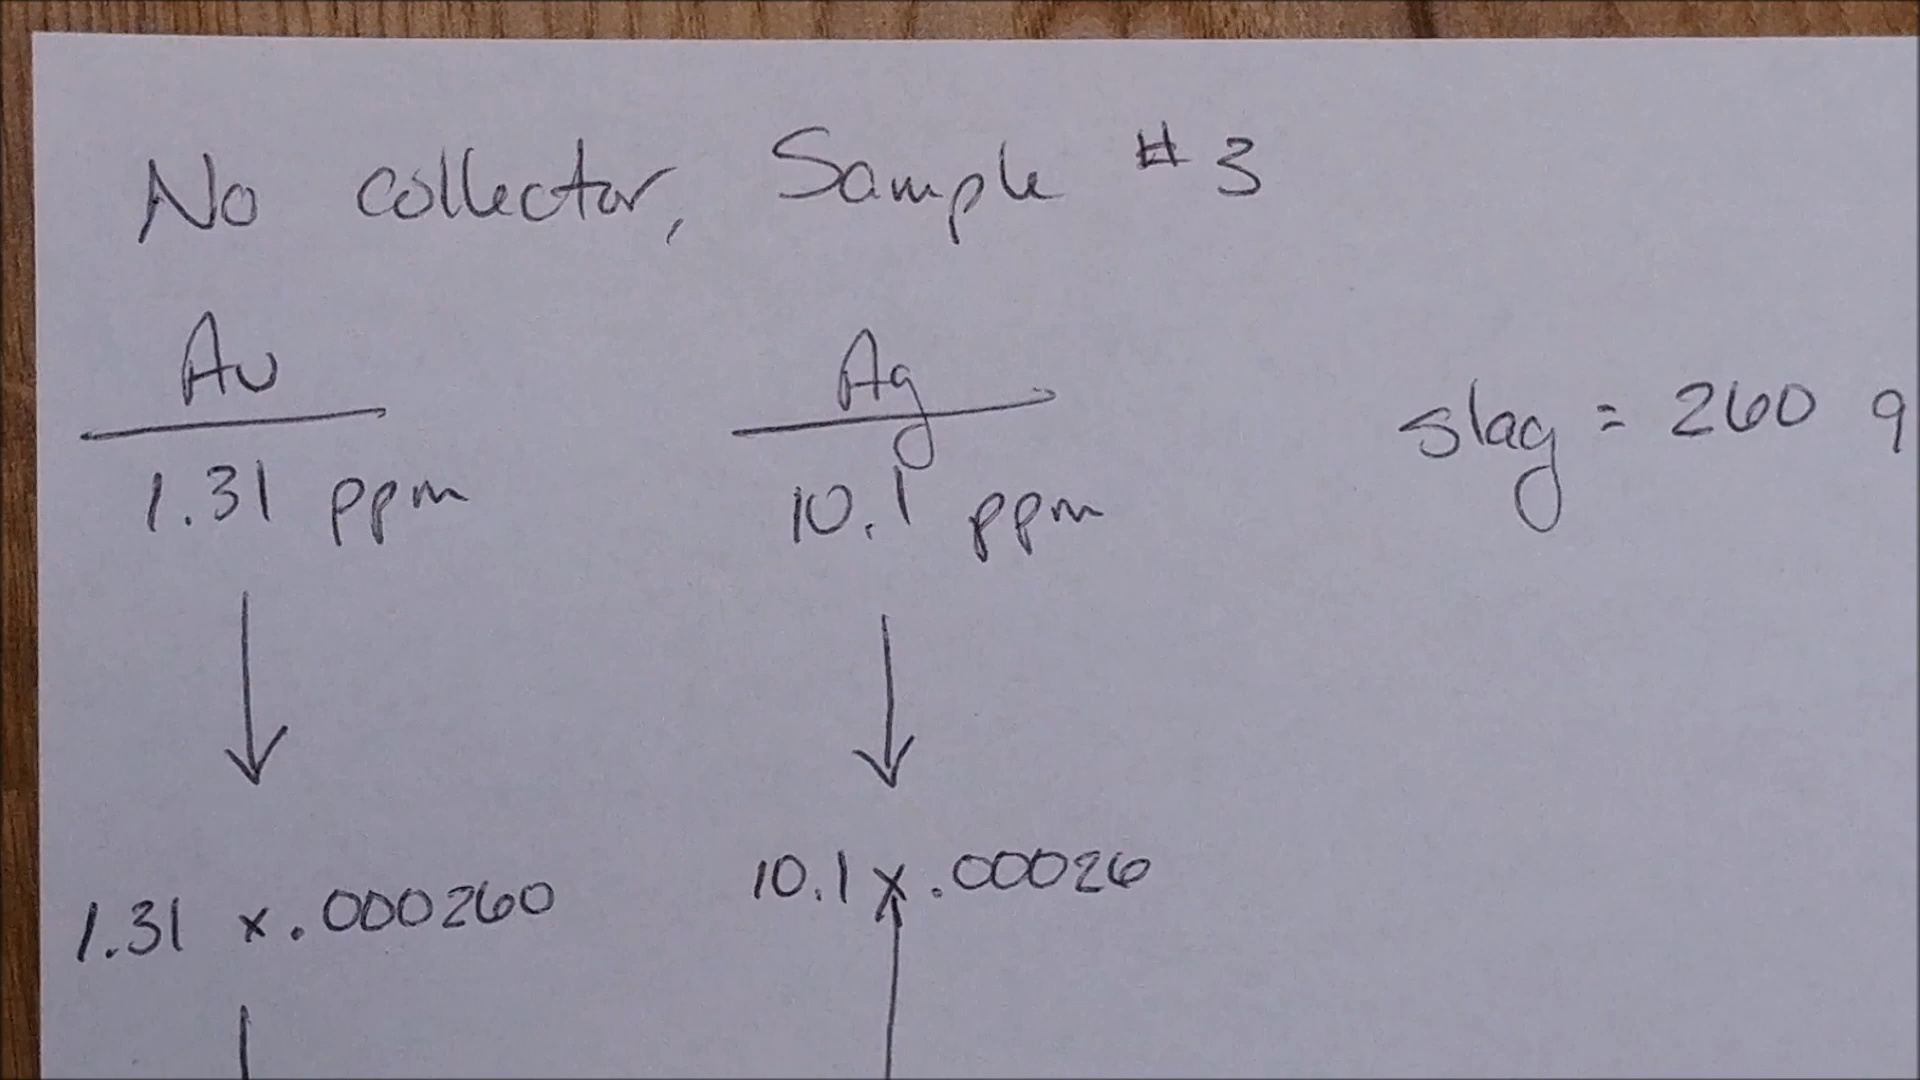 No collector, Sample #3
Au
1.31 ppm
Ag
10.1 ppm
slag = 260 g
1.31 x .000260
10.1 x .00026